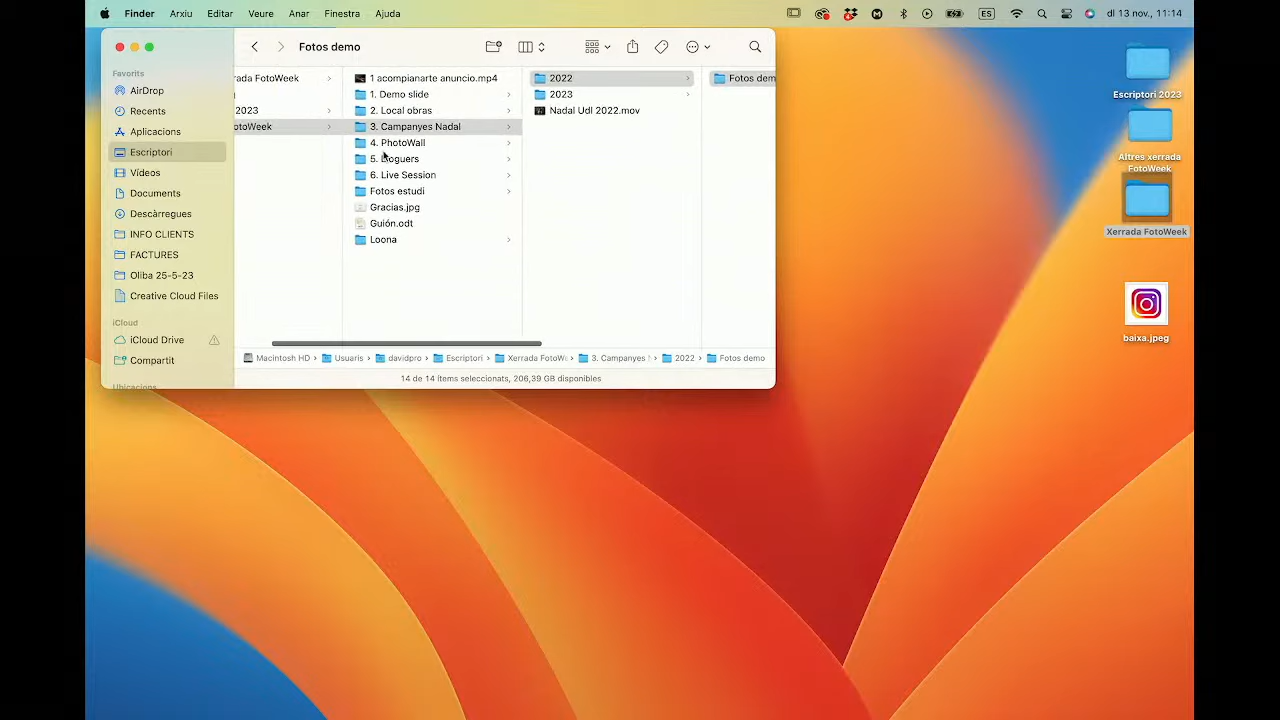 Finder Arxiu Editar Veure Anar Finestra Ajuda
ES
dl 13 nov., 11:14
Fotos demo
Favorits
AirDrop
Recents
Aplicacions
Escriptori
Vídeos
Documents
Descàrregues
INFO CLIENTS
FACTURES
Oliba 25-5-23
Creative Cloud Files
iCloud
iCloud Drive
Compartit
Ubicacions
rrada FotoWeek
2023
otoWeek
1 acompianarte anuncio.mp4
1. Demo slide
2. Local obras
3. Campanyes Nadal
4. PhotoWall
6. Live Session
Fotos estudi
Gracias.jpg
Guión.odt
Loona
2022
2023
Nadal Udl 2022.mov
Fotos dem
Macintosh HD › Usuaris › davidpro › Escriptori › Xerrada FotoW › 3. Campanyes › 2022 › Fotos demo
14 de 14 ítems seleccionats, 206,39 GB disponibles
Escriptori 2023
Altres xerrada
FotoWeek
Xerrada FotoWeek
baixa.jpeg